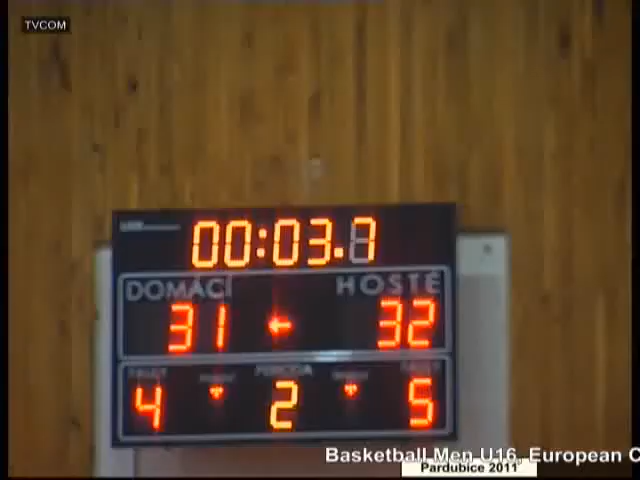 TVCOM
00:03.7
DOMÁCÍ HOSTÉ
31 32
PERIODA
4 2 5
Basketball Men U16, European C
Pardubice 2011